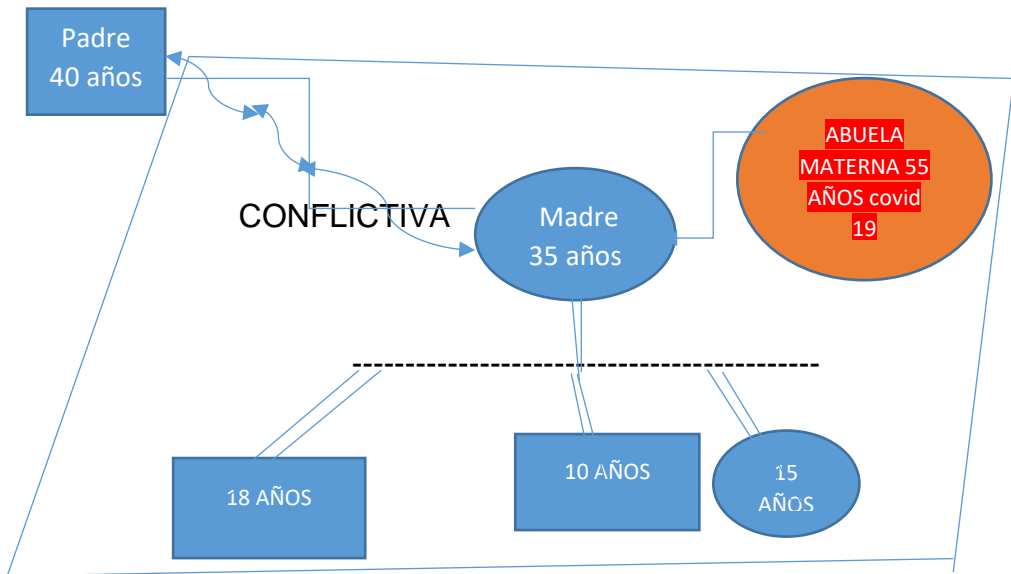 Padre
40 años
ABUELA
MATERNA 55
AÑOS covid
19
CONFLICTIVA
Madre
35 años
18 AÑOS
10 AÑOS
15
AÑOS